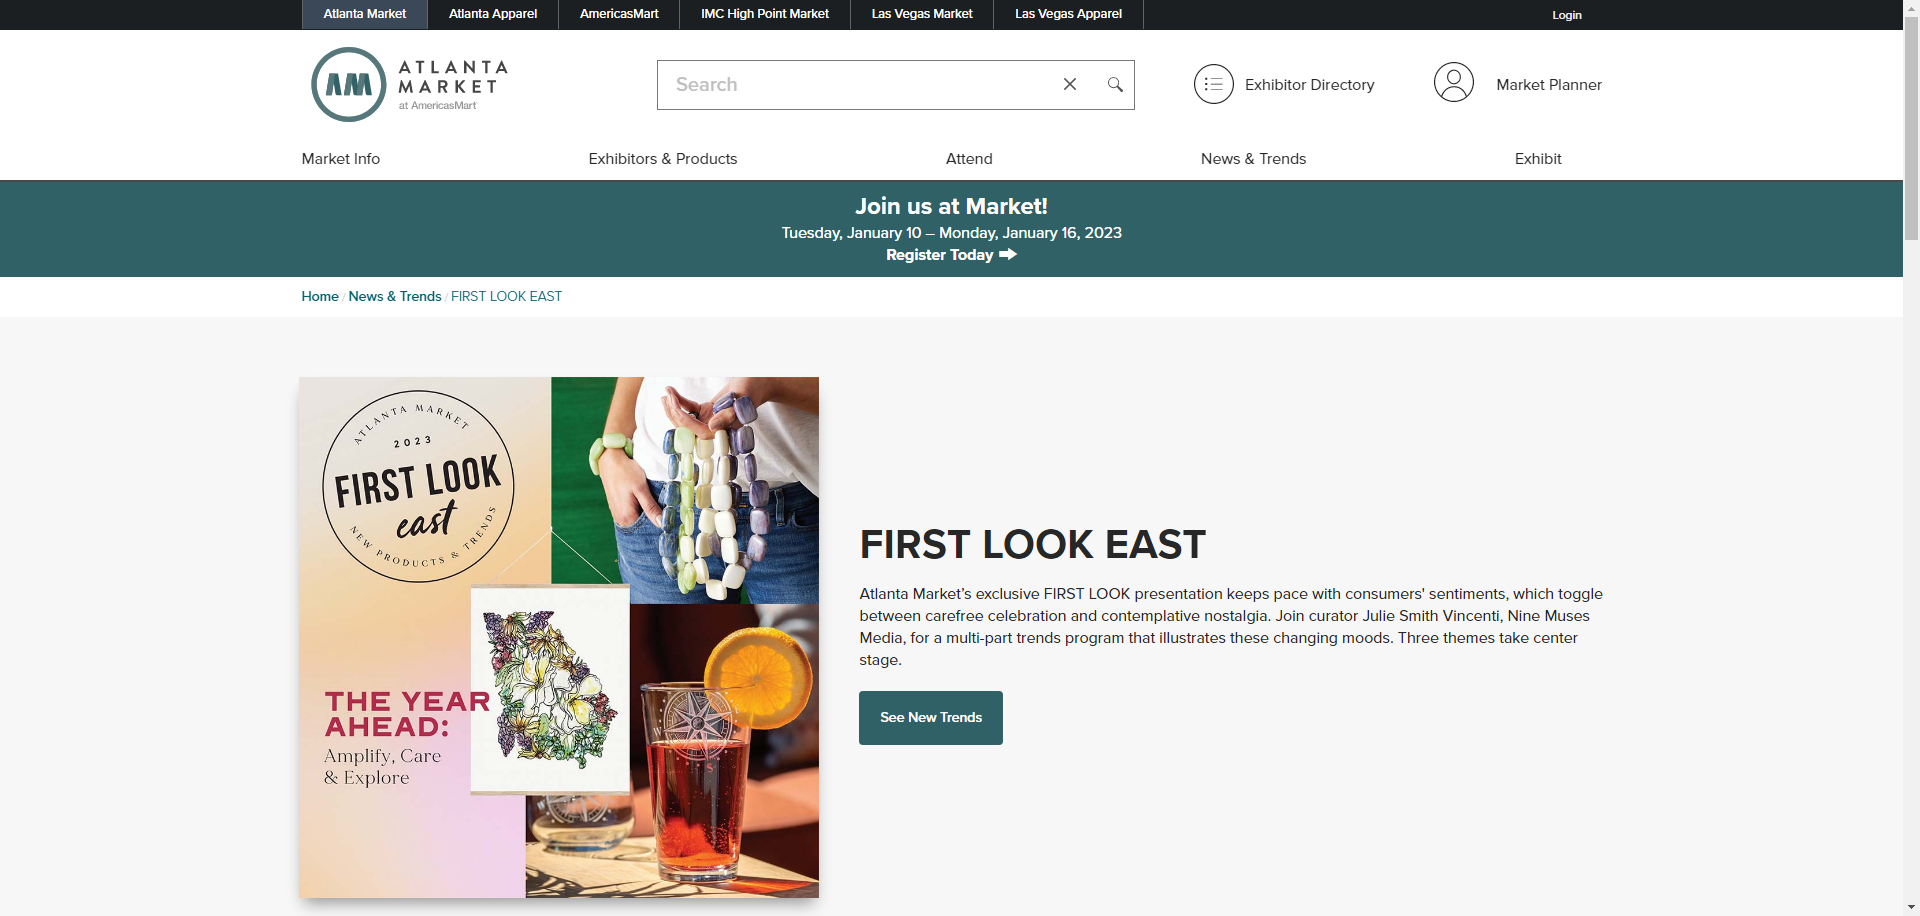 Atlanta Market
Atlanta Apparel
AmericasMart
IMC High Point Market
Las Vegas Market
Las Vegas Apparel
Login
AM
ATLANTA
MARKET
at AmericasMart
Search
Exhibitor Directory
Market Planner
Market Info
Exhibitors & Products
Attend
News & Trends
Exhibit
Join us at Market!
Tuesday, January 10 – Monday, January 16, 2023
Register Today
Home / News & Trends / FIRST LOOK EAST
ATLANTA MARKET
2023
FIRST LOOK
east
NEW PRODUCTS & TRENDS
THE YEAR
AHEAD:
Amplify, Care
& Explore
S
FIRST LOOK EAST
Atlanta Market’s exclusive FIRST LOOK presentation keeps pace with consumers' sentiments, which toggle
between carefree celebration and contemplative nostalgia. Join curator Julie Smith Vincenti, Nine Muses
Media, for a multi-part trends program that illustrates these changing moods. Three themes take center
stage.
See New Trends